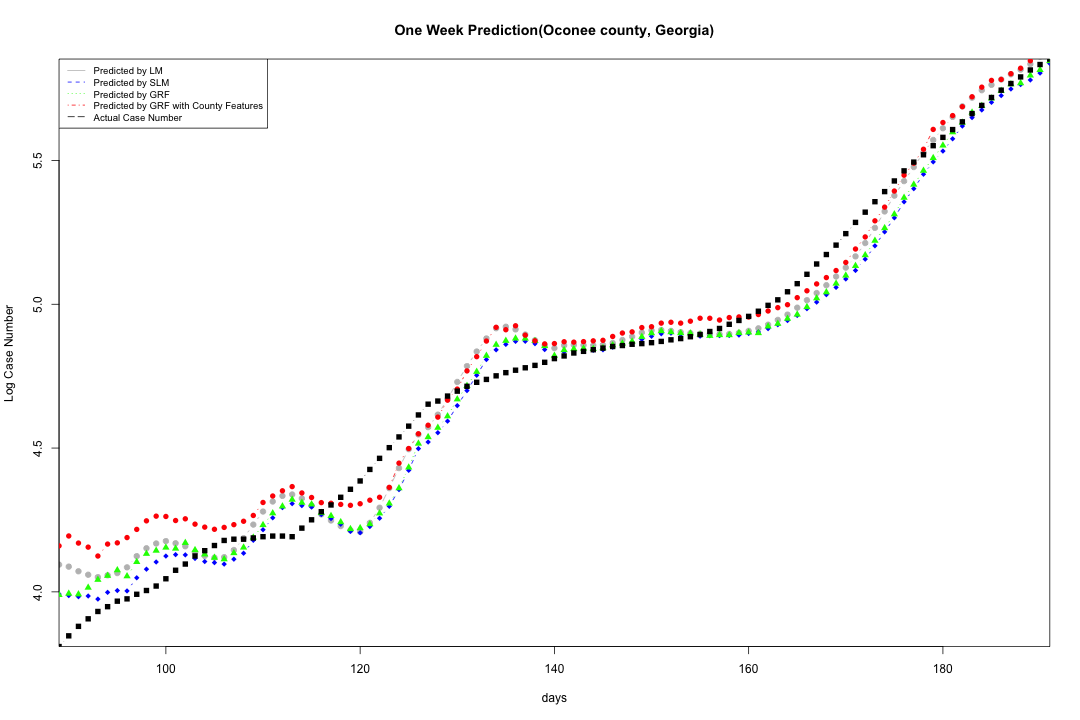 One Week Prediction(Oconee county, Georgia)
Predicted by LM
Predicted by SLM
Predicted by GRF
Predicted by GRF with County Features
Actual Case Number
5.5
5.0
4.5
4.0
Log Case Number
100 120 140 160 180
days